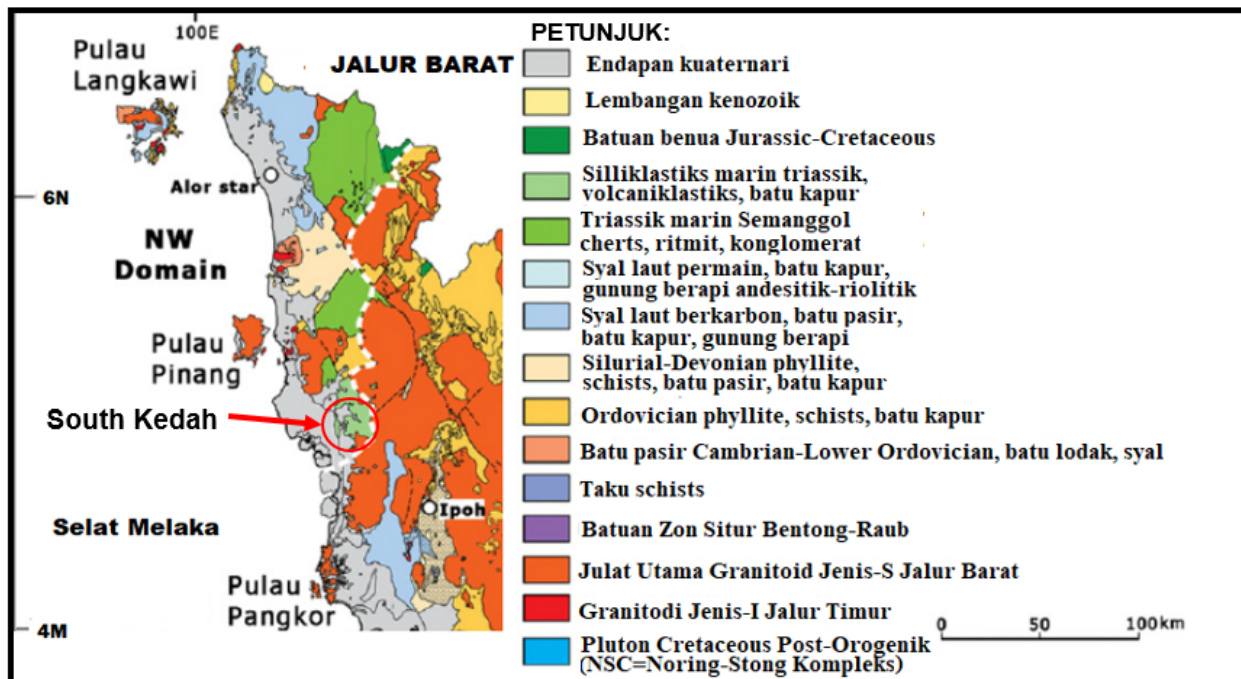 100E
Pulau
Langkawi
JALUR BARAT
Alor star
6N
NW
Domain
Pulau
Pinang
South Kedah
Ipoh
Selat Melaka
Pulau
Pangkor
4M
PETUNJUK:
Endapan kuaternari
Lembangan kenozoik
Batuan benua Jurassic-Cretaceous
Silliklastiks marin triassik,
volcaniklastiks, batu kapur
Triassik marin Semanggol
cherts, ritmit, konglomerat
Syal laut permain, batu kapur,
gunung berapi andesitik-riolitik
Syal laut berkarbon, batu pasir,
batu kapur, gunung berapi
Silurial-Devonian phyllite,
schists, batu pasir, batu kapur
Ordovician phyllite, schists, batu kapur
Batu pasir Cambrian-Lower Ordovician, batu lodak, syal
Taku schists
Batuan Zon Situr Bentong-Raub
Julat Utama Granitoid Jenis-S Jalur Barat
Granitodi Jenis-I Jalur Timur
Pluton Cretaceous Post-Orogenik
(NSC=Noring-Stong Kompleks)
0 50 100 km